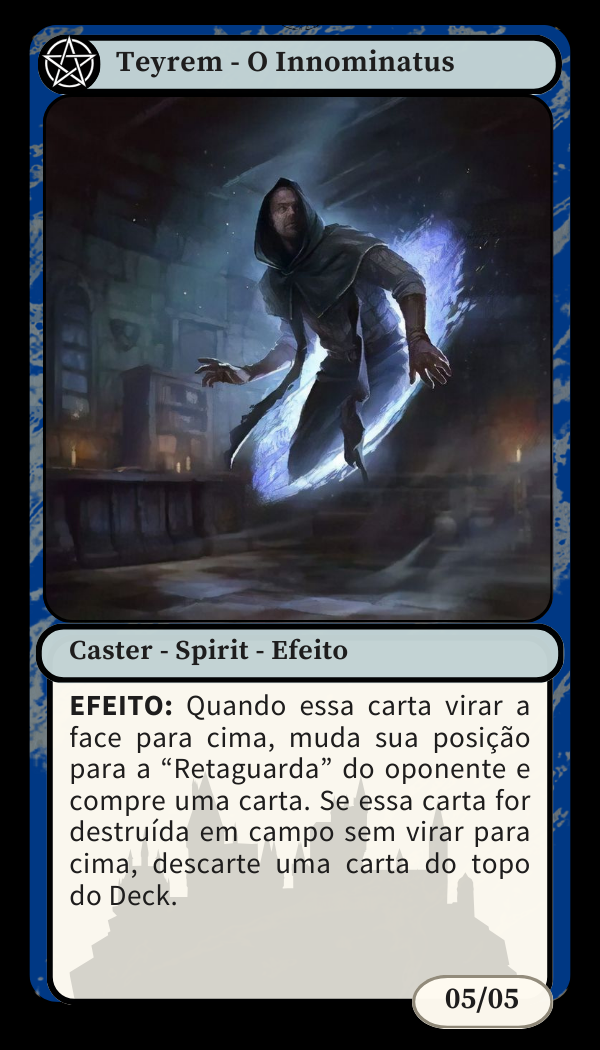 Teyrem - O Innominatus
Caster - Spirit - Efeito
EFEITO: Quando essa carta virar a
face para cima, muda sua posição
para a “Retaguarda” do oponente e
compre uma carta. Se essa carta for
destruída em campo sem virar para
cima, descarte uma carta do topo
do Deck.
05/05